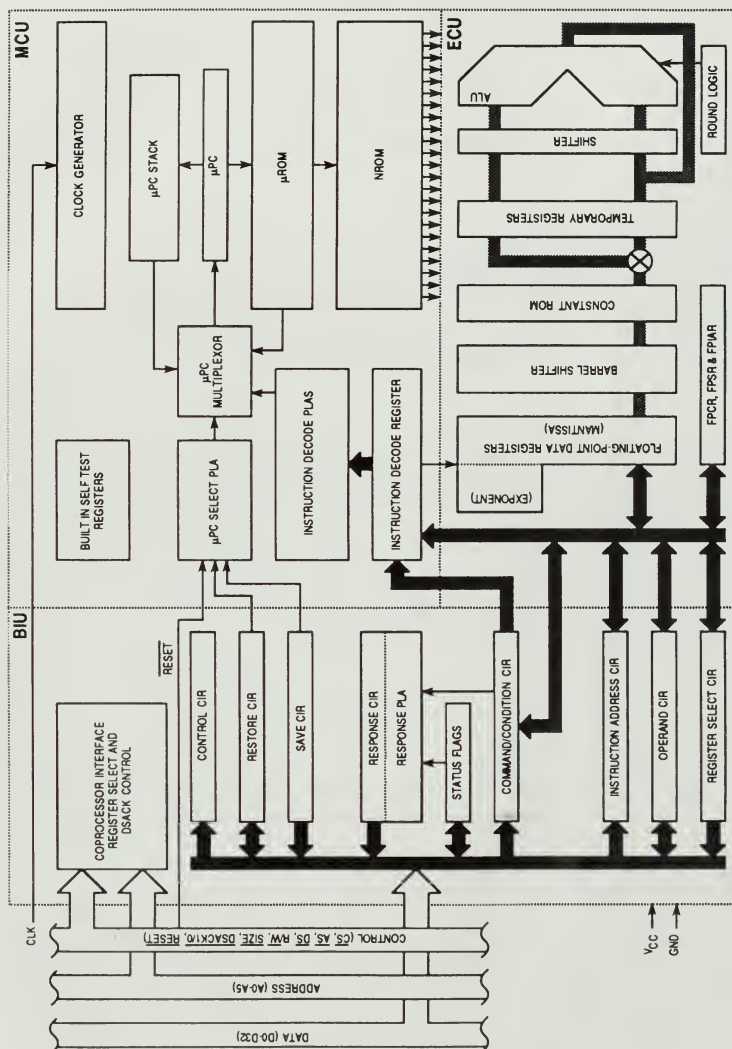 MCU
CLOCK GENERATOR
µPC STACK
µPC
µROM
NROM
µPC
MULTIPLEXOR
BUILT IN SELF TEST
REGISTERS
µPC SELECT PLA
INSTRUCTION DECODE PLAS
INSTRUCTION DECODE REGISTER
ECU
ALU
SHIFTER
ROUND LOGIC
TEMPORARY REGISTERS
CONSTANT ROM
BARREL SHIFTER
FLOATING-POINT DATA REGISTERS
(MANTISSA)
(EXPONENT)
FPCR, FPSR & FPIAR
BIU
RESET
COPROCESSOR INTERFACE
REGISTER SELECT AND
DSACK CONTROL
CONTROL CIR
RESTORE CIR
SAVE CIR
RESPONSE CIR
RESPONSE PLA
STATUS FLAGS
COMMAND/CONDITION CIR
INSTRUCTION ADDRESS CIR
OPERAND CIR
REGISTER SELECT CIR
CLK
CONTROL (CS, AS, DS, R/W, SIZE, DSACK1/0, RESET)
ADDRESS (A0-A5)
DATA (D0-D32)
VCC
GND